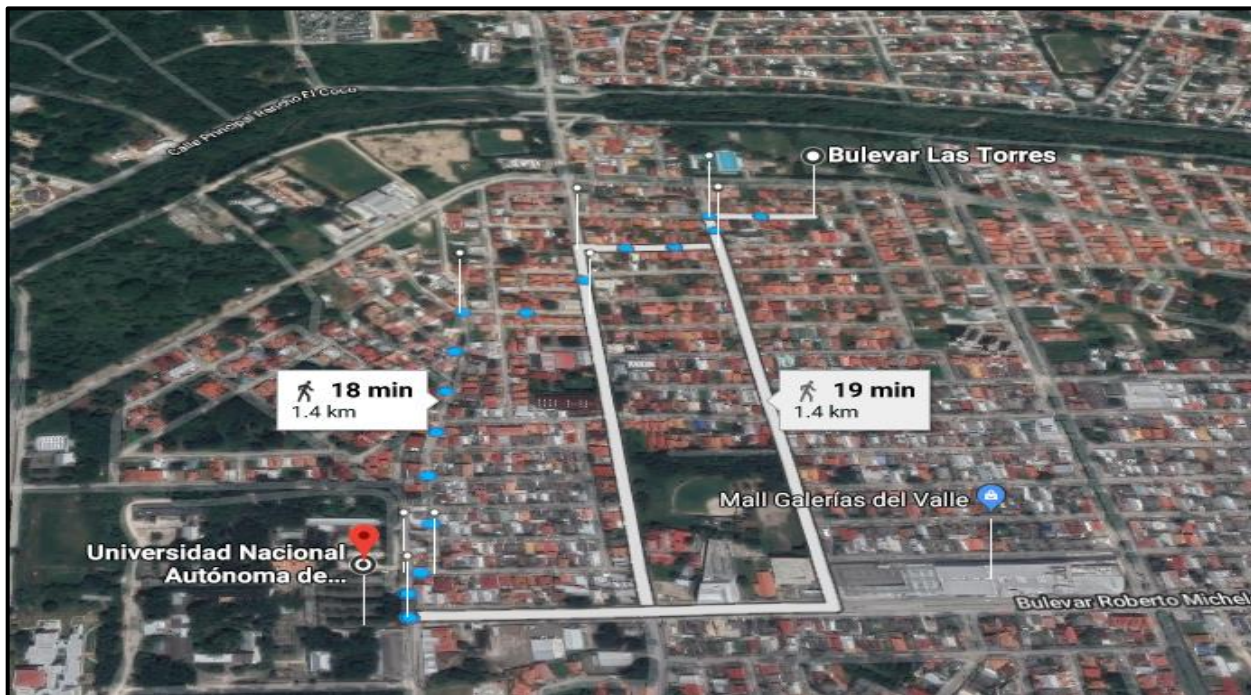 Calle Principal Rancho El Coco
Bulevar Las Torres
18 min
1.4 km
19 min
1.4 km
Mall Galerías del Valle
Universidad Nacional
Autónoma de...
Bulevar Roberto Michel